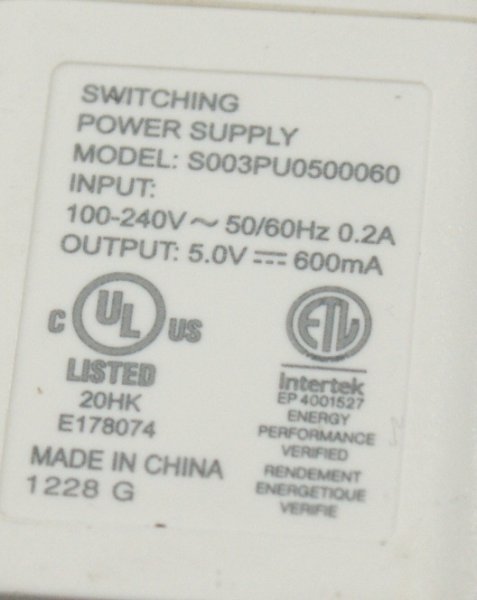 SWITCHING
POWER SUPPLY
MODEL: S003PU0500060
INPUT:
100-240V ~ 50/60Hz 0.2A
OUTPUT: 5.0V ⎓ 600mA
C UL US
LISTED
20HK
E178074
MADE IN CHINA
1228 G
ETL
Intertek
EP 4001527
ENERGY
PERFORMANCE
VERIFIED
RENDEMENT
ENERGETIQUE
VERIFIE